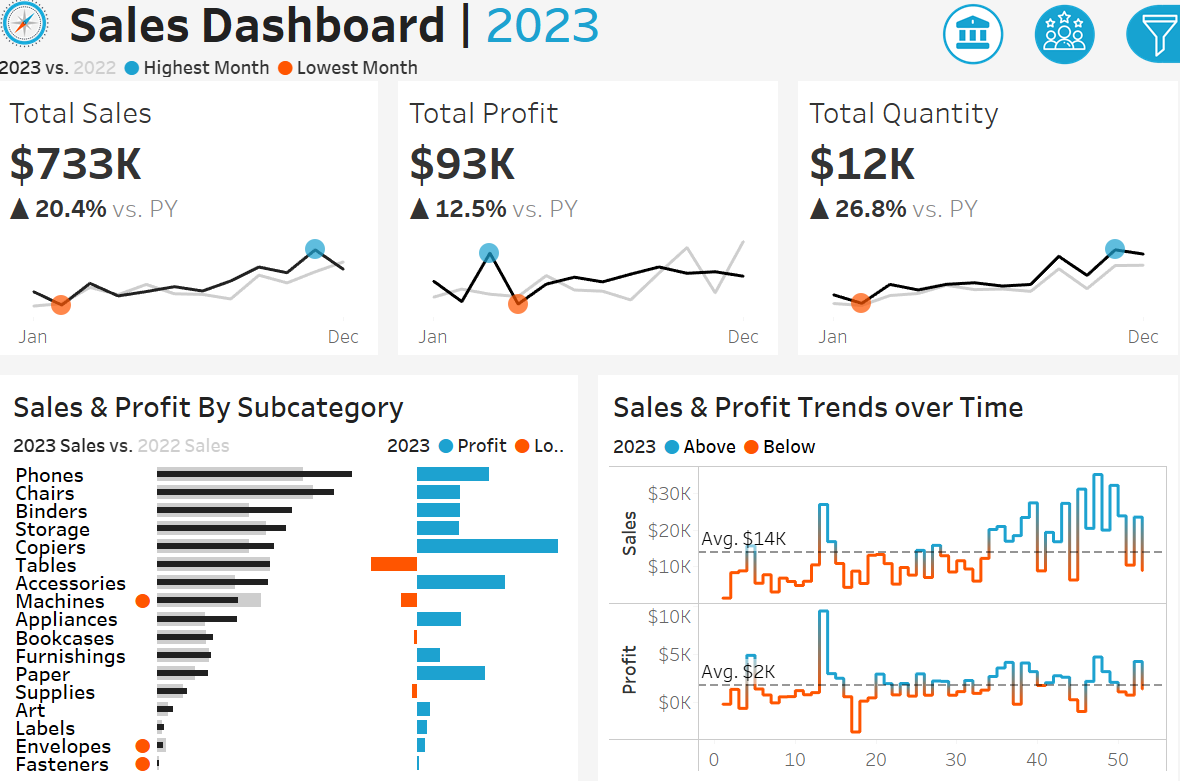 Sales Dashboard | 2023
2023 vs. 2022 Highest Month Lowest Month
Total Sales
$733K
▲ 20.4% vs. PY
Jan Dec
Total Profit
$93K
▲ 12.5% vs. PY
Jan Dec
Total Quantity
$12K
▲ 26.8% vs. PY
Jan Dec
Sales & Profit By Subcategory
2023 Sales vs. 2022 Sales
2023 Profit Lo..
Phones
Chairs
Binders
Storage
Copiers
Tables
Accessories
Machines
Appliances
Bookcases
Furnishings
Paper
Supplies
Art
Labels
Envelopes
Fasteners
Sales & Profit Trends over Time
2023 Above Below
Sales
$30K
$20K
$10K
Avg. $14K
Profit
$10K
$5K
$0K
Avg. $2K
0 10 20 30 40 50